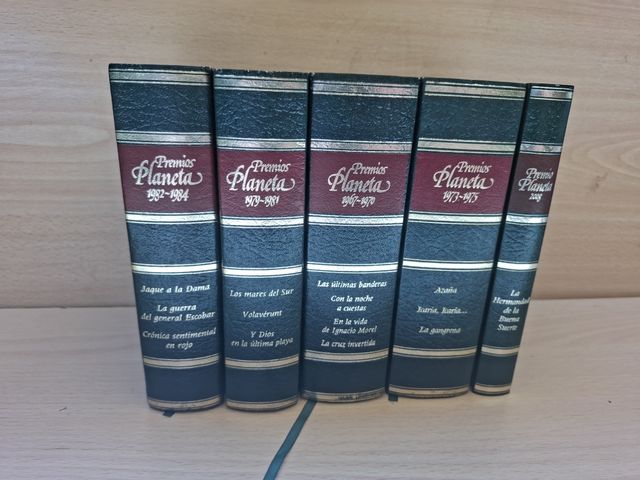 Premios
Planeta
1982~1984
Jaque a la Dama
La guerra
del general Escobar
Crónica sentimental
en rojo
Premios
Planeta
1979~1981
Los mares del Sur
Volavérunt
Y Dios
en la última playa
Premios
Planeta
1967~1970
Las últimas banderas
Con la noche
a cuestas
En la vida
de Ignacio Morel
La cruz invertida
Premios
Planeta
1973~1975
Azaña
Icaria, Icaria...
La gangrena
Premio
Planeta
2008
La
Hermandad
de la
Buena
Suerte